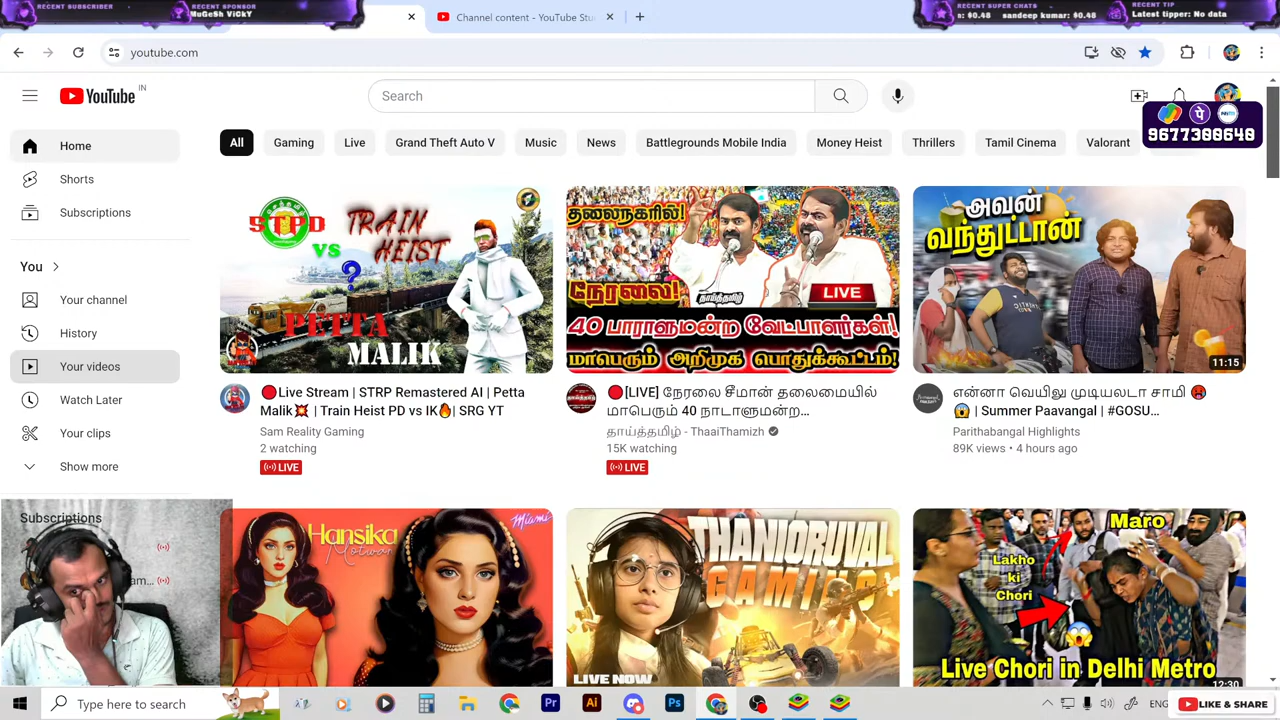 RECENT SUBSCRIBER
RECENT SPONSOR
MuGeSh ViCKY
RECENT SUPER CHATS
RECENT TIP
$0.48 sandeep kumar: $0.48
Latest tipper: No data
Channel content - YouTube Stu
youtube.com
YouTube IN
Search
9677300640
Home
Shorts
Subscriptions
You
Your channel
History
Your videos
Watch Later
Your clips
Show more
Subscriptions
All Gaming Live Grand Theft Auto V Music News Battlegrounds Mobile India Money Heist Thrillers Tamil Cinema Valorant
STPD
VS
?
TRAIN
HEIST
PETTA
MALIK
🔴Live Stream | STRP Remastered AI | Petta
Malik💥 | Train Heist PD vs IK🔥| SRG YT
Sam Reality Gaming
2 watching
LIVE
தலைநகரில்!
நேரலை!
தாய்த்தமிழ்
LIVE
40 பாராளுமன்ற வேட்பாளர்கள்!
மாபெரும் அறிமுக பொதுக்கூட்டம்!
🔴[LIVE] நேரலை சீமான் தலைமையில்
மாபெரும் 40 நாடாளுமன்ற...
தாய்த்தமிழ் - ThaaiThamizh
15K watching
LIVE
அவன்
வந்துட்டான்
11:15
என்னா வெயிலு முடியலடா சாமி 🥵
😱 | Summer Paavangal | #GOSU...
Parithabangal Highlights
89K views • 4 hours ago
Hansika
Motwani
Miami
THANIORUVAL
GAMING
LIVE NOW
Maro
Lakho
ki
Chori
Live Chori in Delhi Metro
12:30
Type here to search
Pr
Ai
Ps
ENG
LIKE & SHARE